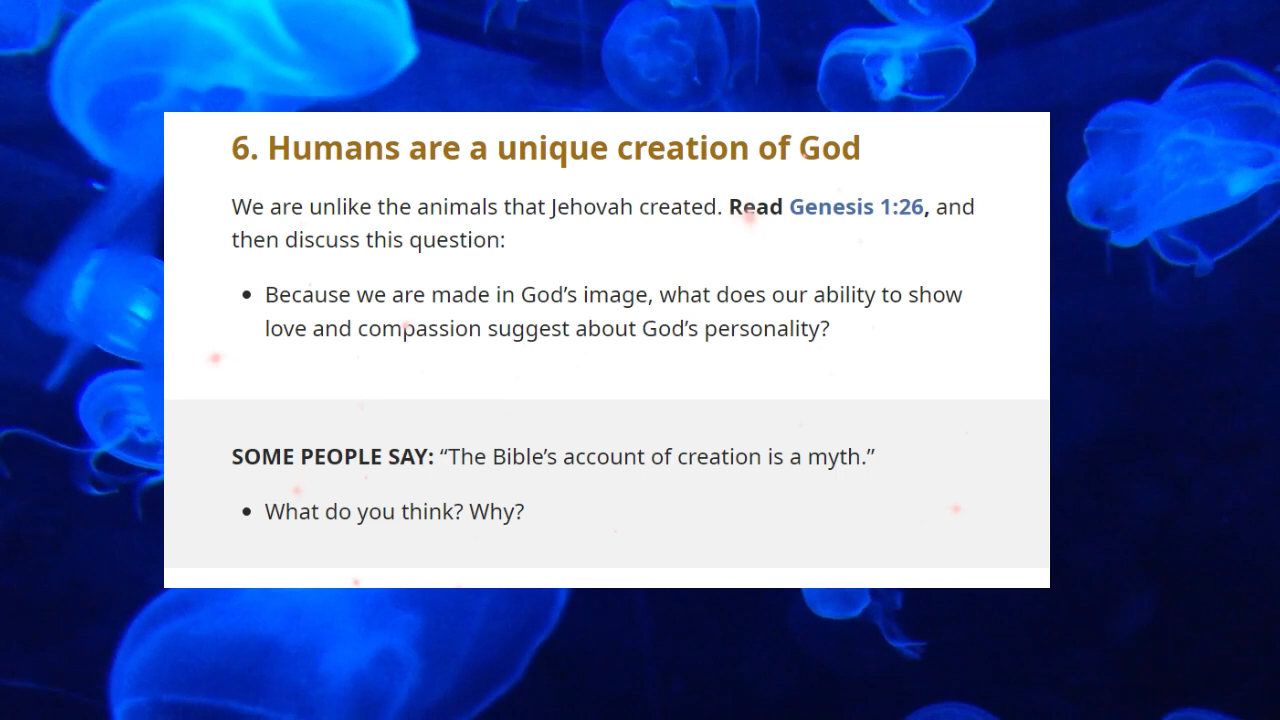 6. Humans are a unique creation of God
We are unlike the animals that Jehovah created. Read Genesis 1:26, and
then discuss this question:
• Because we are made in God’s image, what does our ability to show
love and compassion suggest about God’s personality?
SOME PEOPLE SAY: “The Bible’s account of creation is a myth.”
• What do you think? Why?